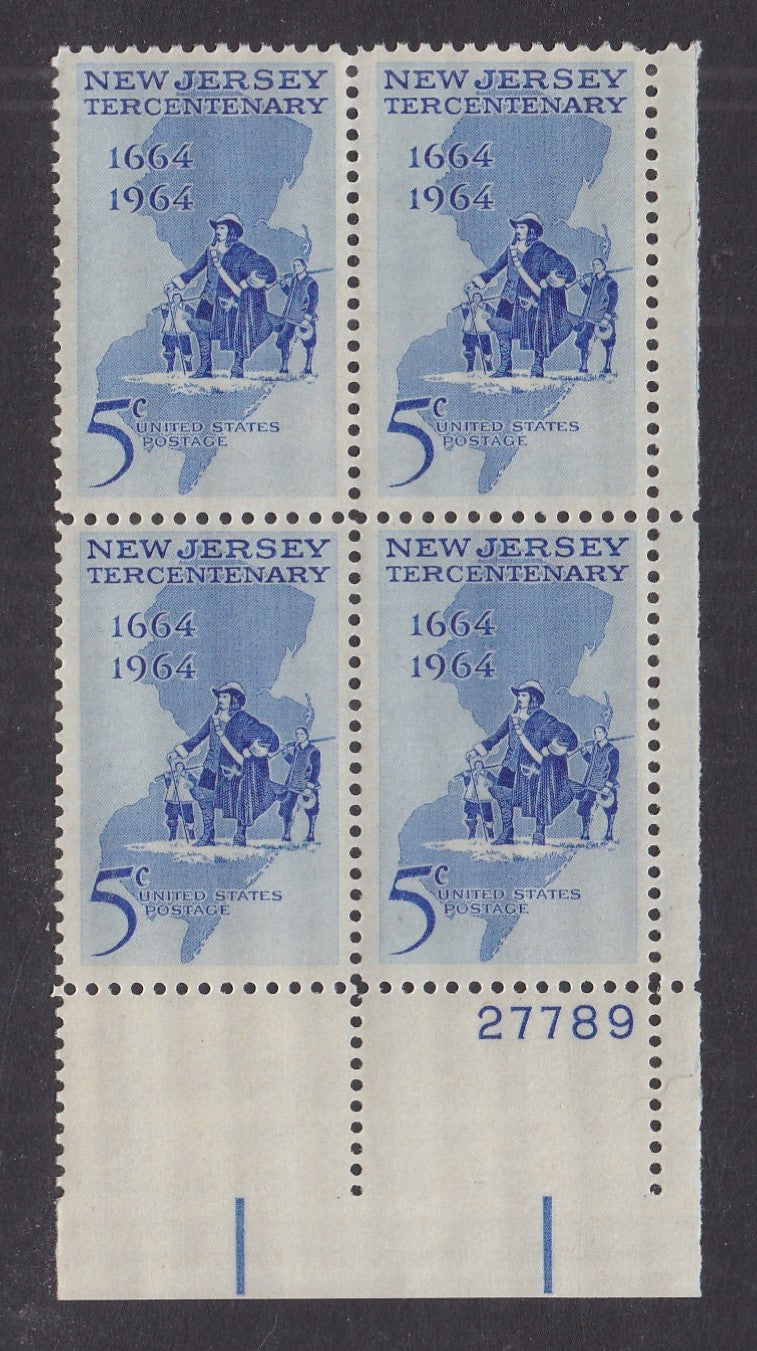 NEW JERSEY
TERCENTENARY
1664
1964
5c
UNITED STATES
POSTAGE
NEW JERSEY
TERCENTENARY
1664
1964
5c
UNITED STATES
POSTAGE
NEW JERSEY
TERCENTENARY
1664
1964
5c
UNITED STATES
POSTAGE
NEW JERSEY
TERCENTENARY
1664
1964
5c
UNITED STATES
POSTAGE
27789